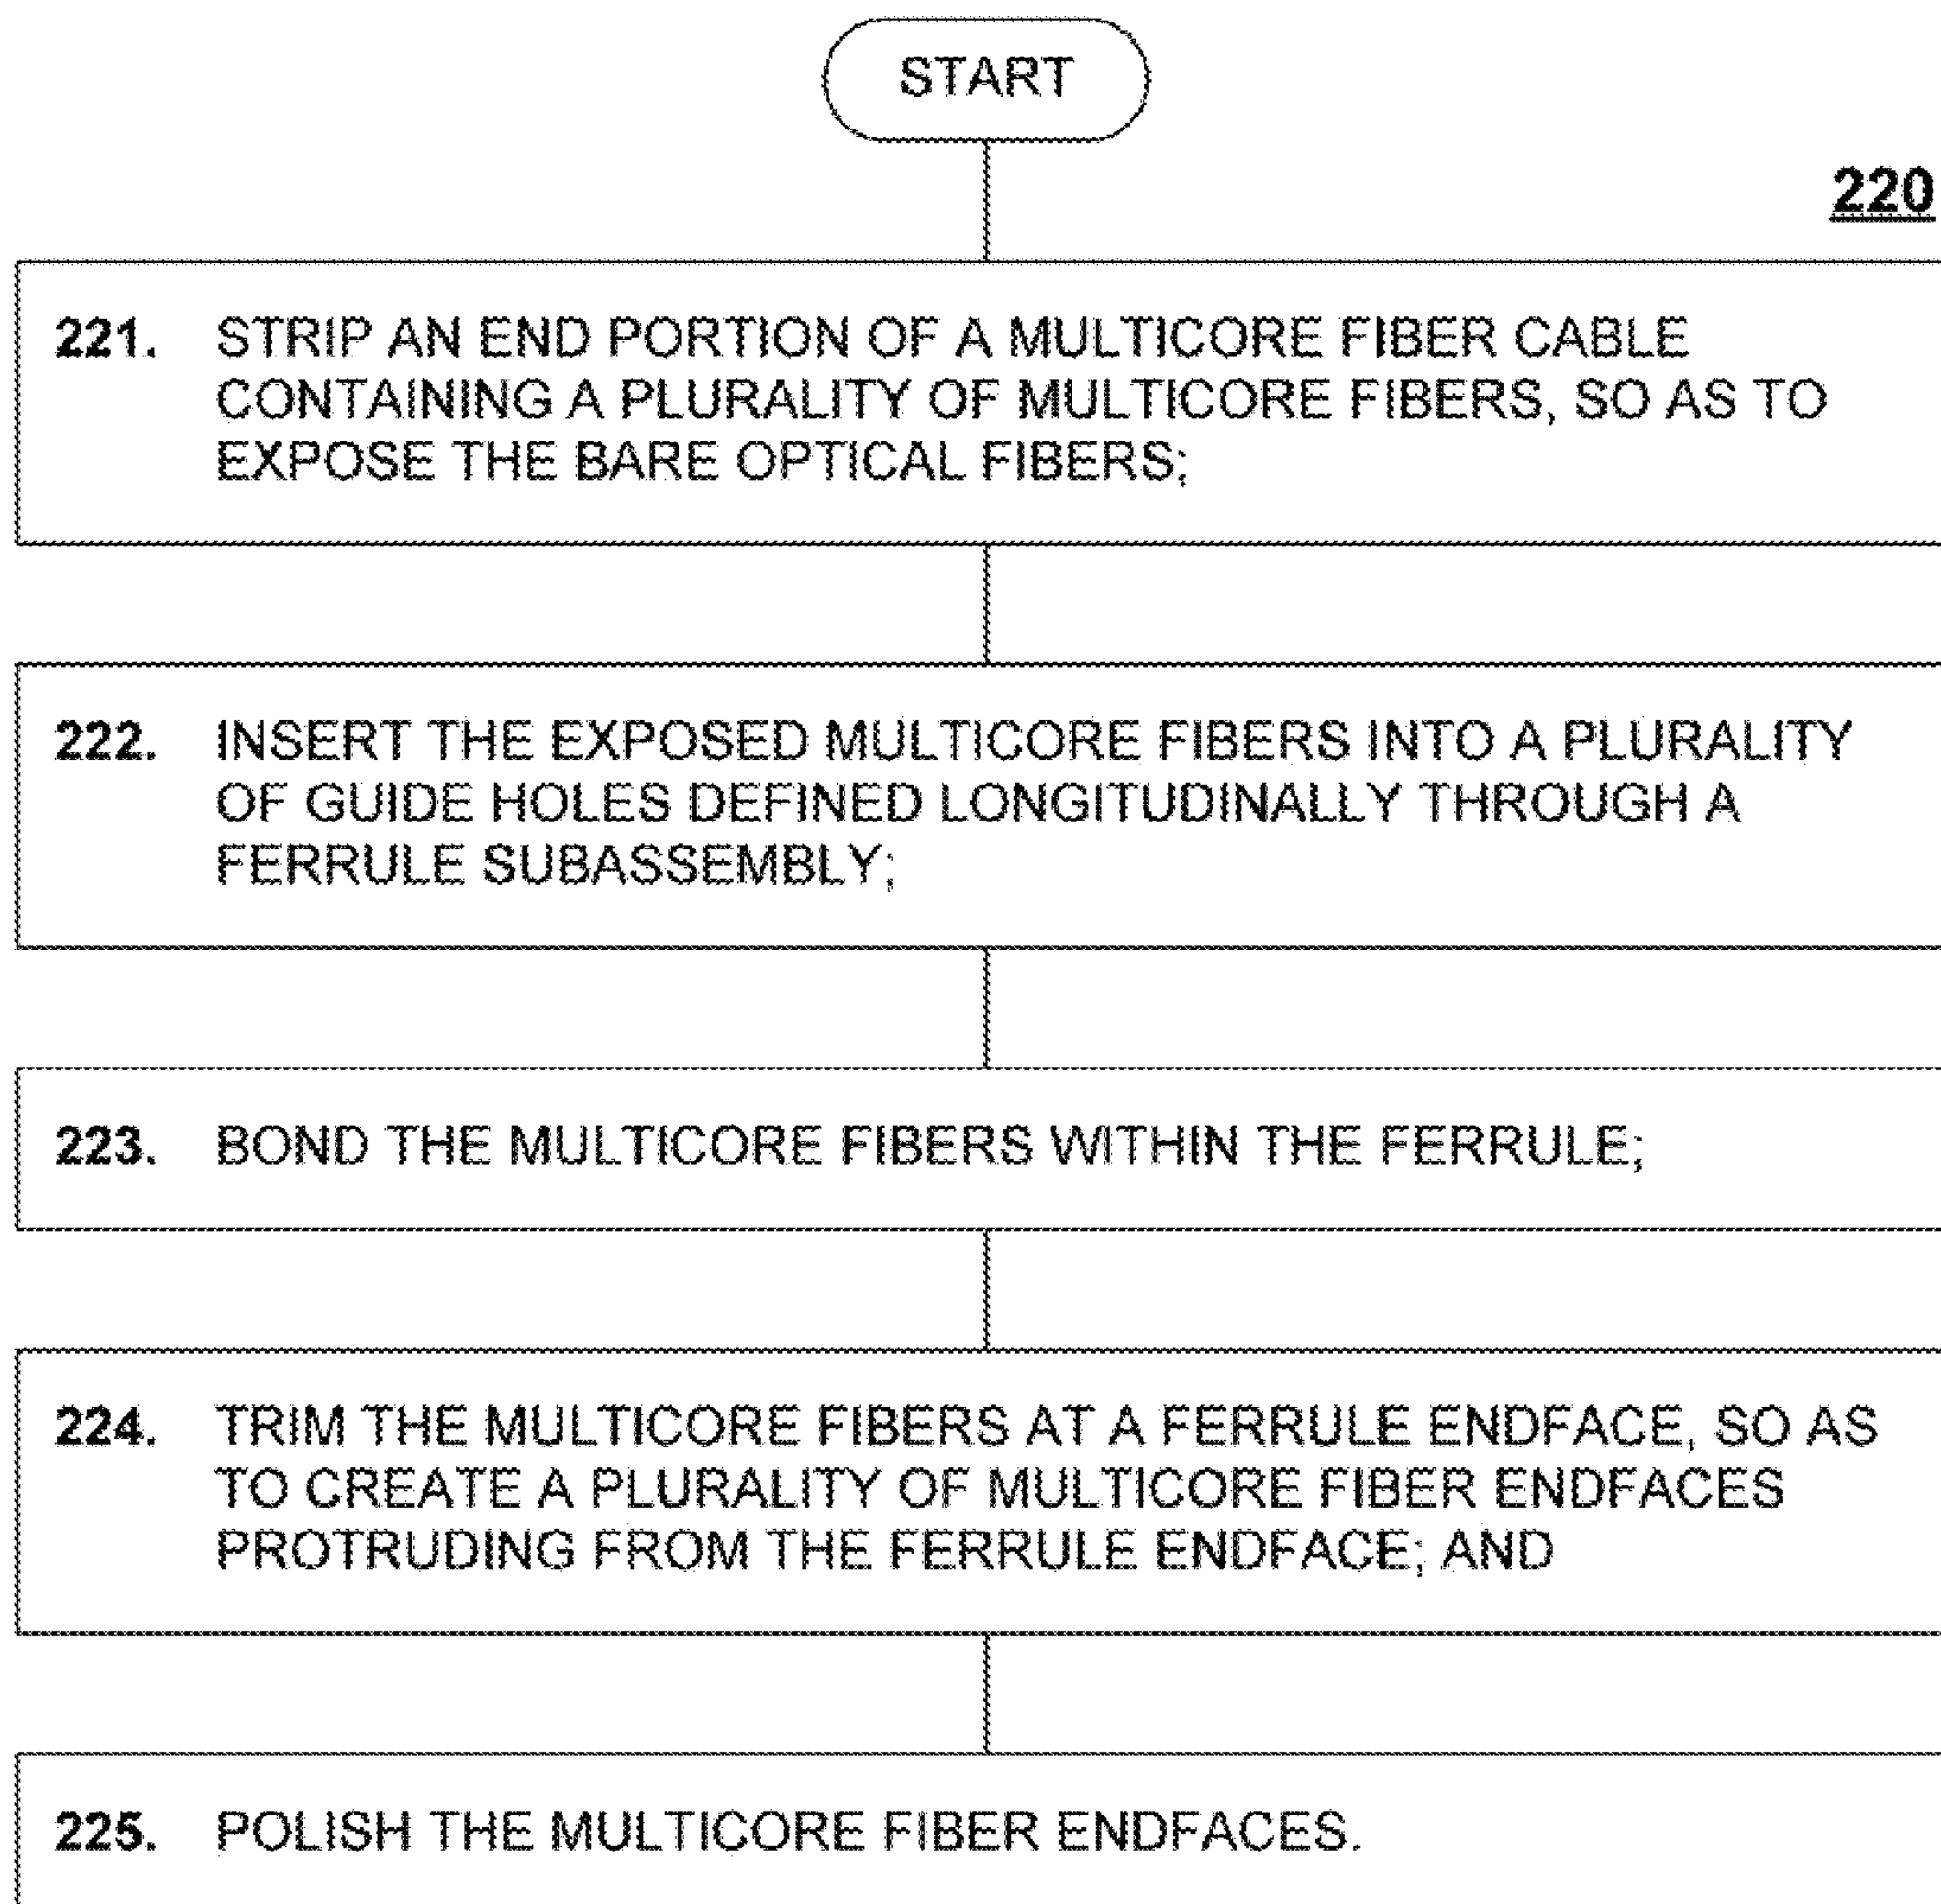 START
220
221. STRIP AN END PORTION OF A MULTICORE FIBER CABLE
CONTAINING A PLURALITY OF MULTICORE FIBERS, SO AS TO
EXPOSE THE BARE OPTICAL FIBERS;
222. INSERT THE EXPOSED MULTICORE FIBERS INTO A PLURALITY
OF GUIDE HOLES DEFINED LONGITUDINALLY THROUGH A
FERRULE SUBASSEMBLY;
223. BOND THE MULTICORE FIBERS WITHIN THE FERRULE;
224. TRIM THE MULTICORE FIBERS AT A FERRULE ENDFACE, SO AS
TO CREATE A PLURALITY OF MULTICORE FIBER ENDFACES
PROTRUDING FROM THE FERRULE ENDFACE; AND
225. POLISH THE MULTICORE FIBER ENDFACES.